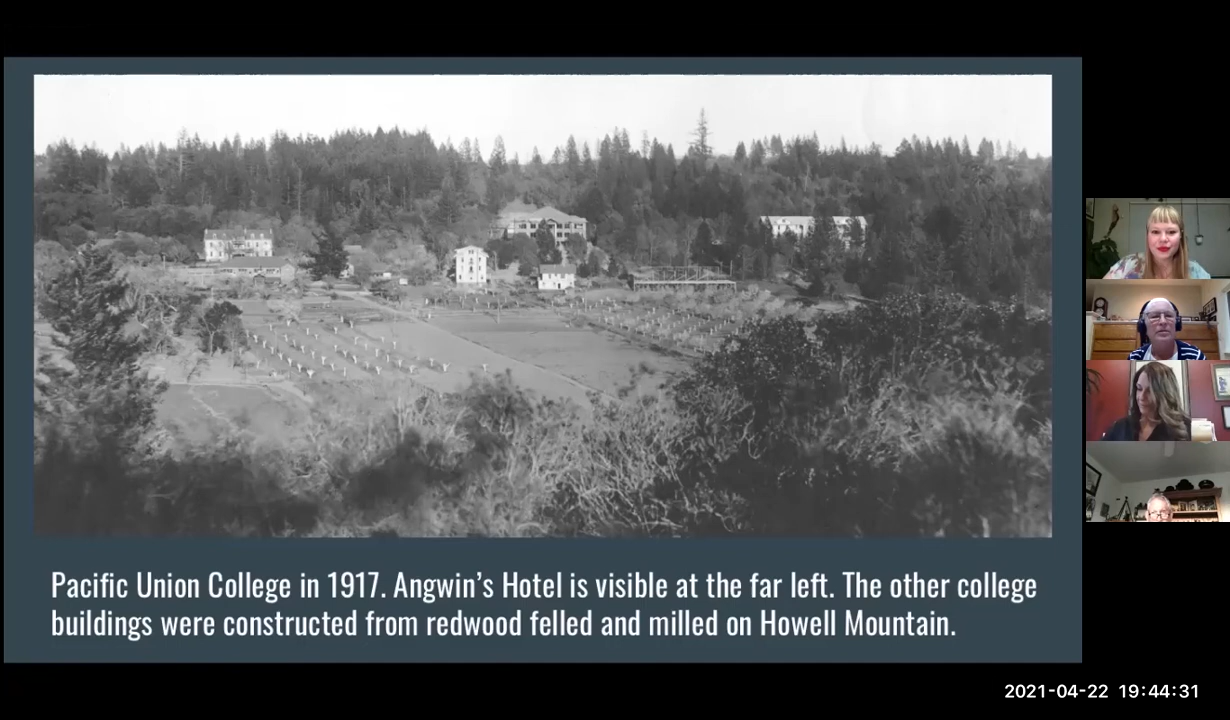 Pacific Union College in 1917. Angwin's Hotel is visible at the far left. The other college
buildings were constructed from redwood felled and milled on Howell Mountain.
2021-04-22 19:44:31